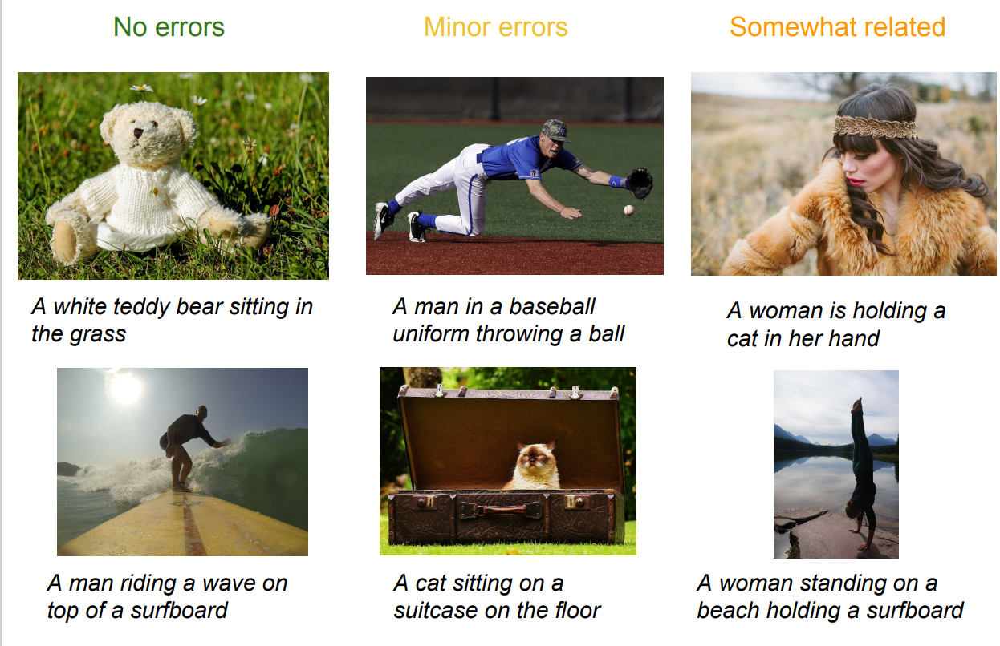 No errors
Minor errors
Somewhat related
A white teddy bear sitting in
the grass
A man in a baseball
uniform throwing a ball
A woman is holding a
cat in her hand
A man riding a wave on
top of a surfboard
A cat sitting on a
suitcase on the floor
A woman standing on a
beach holding a surfboard